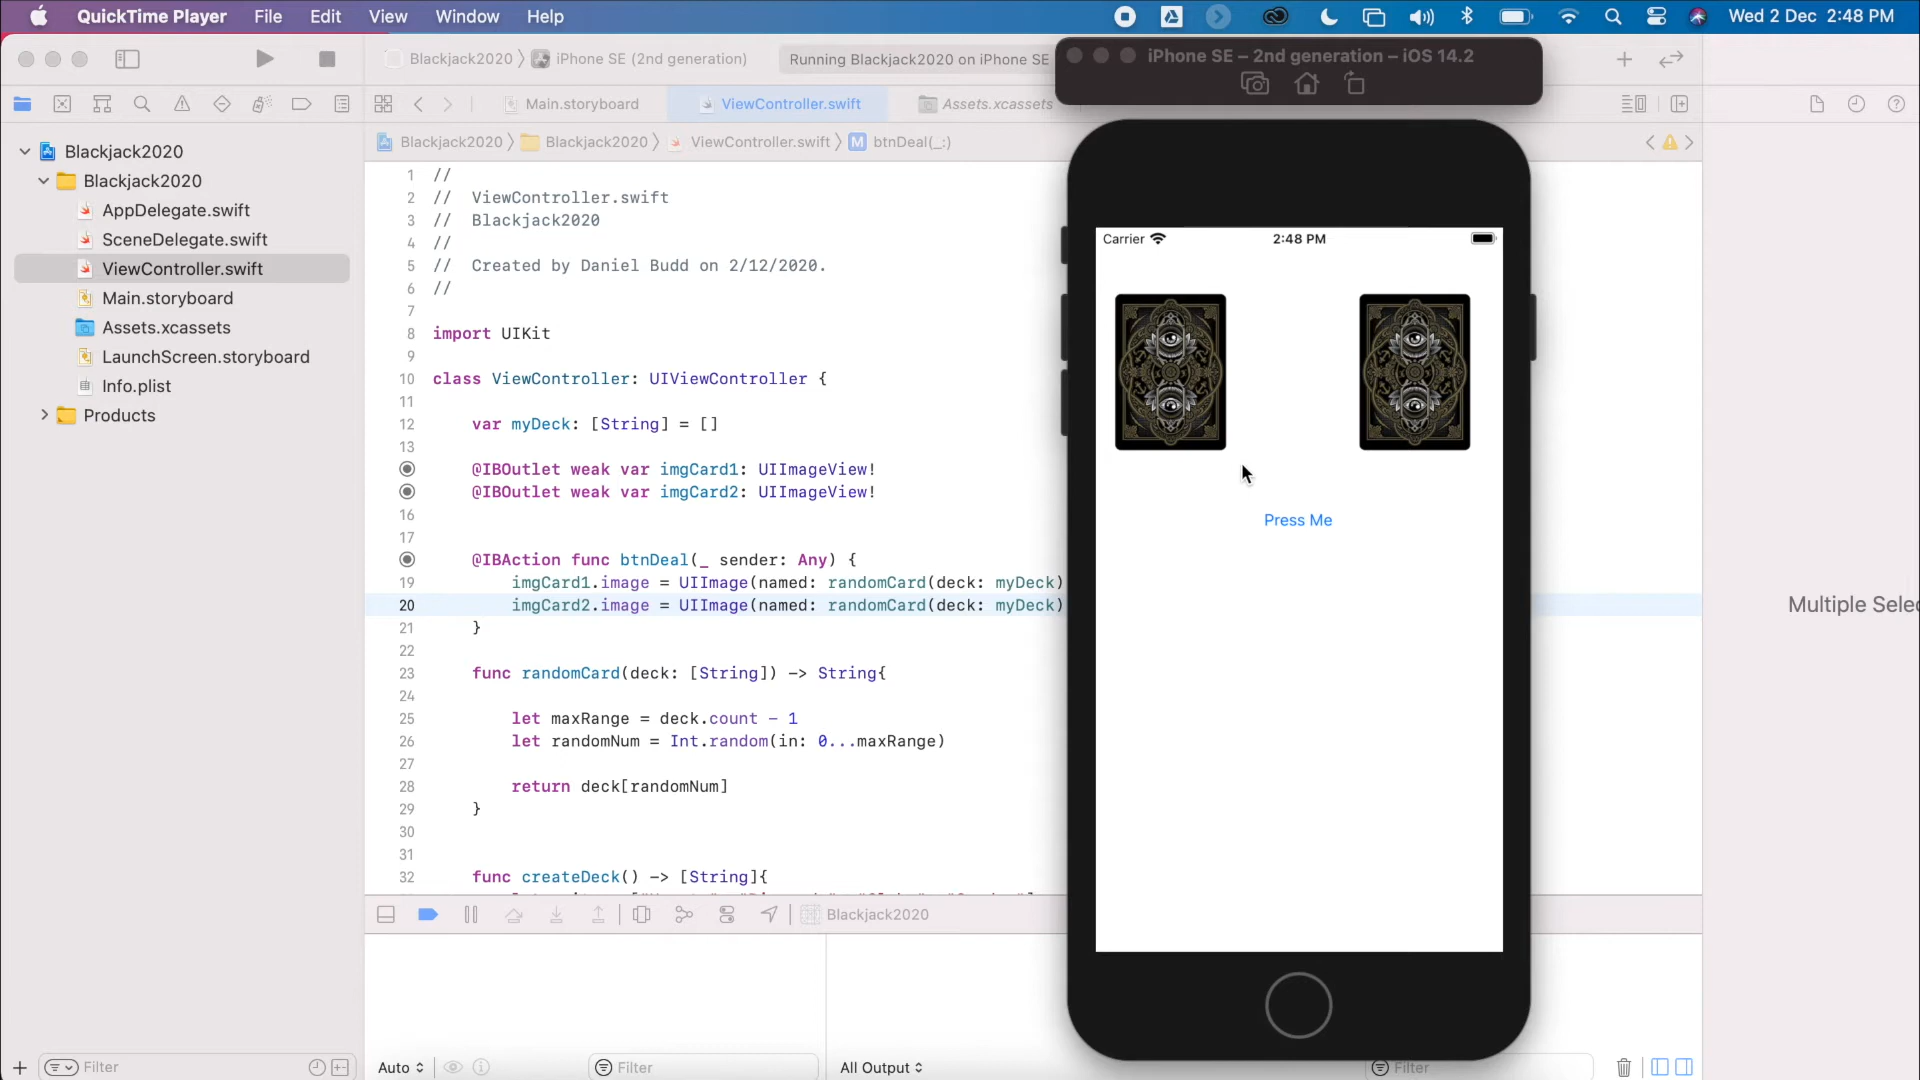 QuickTime Player File Edit View Window Help Wed 2 Dec 2:48 PM
Blackjack2020 iPhone SE (2nd generation) Running Blackjack2020 on iPhone SE
iPhone SE – 2nd generation – iOS 14.2
Main.storyboard ViewController.swift Assets.xcassets
Blackjack2020 Blackjack2020 ViewController.swift M btnDeal(_:)
Blackjack2020
Blackjack2020
AppDelegate.swift
SceneDelegate.swift
ViewController.swift
Main.storyboard
Assets.xcassets
LaunchScreen.storyboard
Info.plist
Products
1 //
2 // ViewController.swift
3 // Blackjack2020
4 //
5 // Created by Daniel Budd on 2/12/2020.
6 //
7
8 import UIKit
9
10 class ViewController: UIViewController {
11
12 var myDeck: [String] = []
13
@IBOutlet weak var imgCard1: UIImageView!
@IBOutlet weak var imgCard2: UIImageView!
16
17
@IBAction func btnDeal(_ sender: Any) {
19 imgCard1.image = UIImage(named: randomCard(deck: myDeck)
20 imgCard2.image = UIImage(named: randomCard(deck: myDeck)
21 }
22
23 func randomCard(deck: [String]) -> String{
24
25 let maxRange = deck.count - 1
26 let randomNum = Int.random(in: 0...maxRange)
27
28 return deck[randomNum]
29 }
30
31
32 func createDeck() -> [String]{
Blackjack2020
Carrier 2:48 PM
Press Me
Multiple Selec
Filter Auto Filter All Output Filter